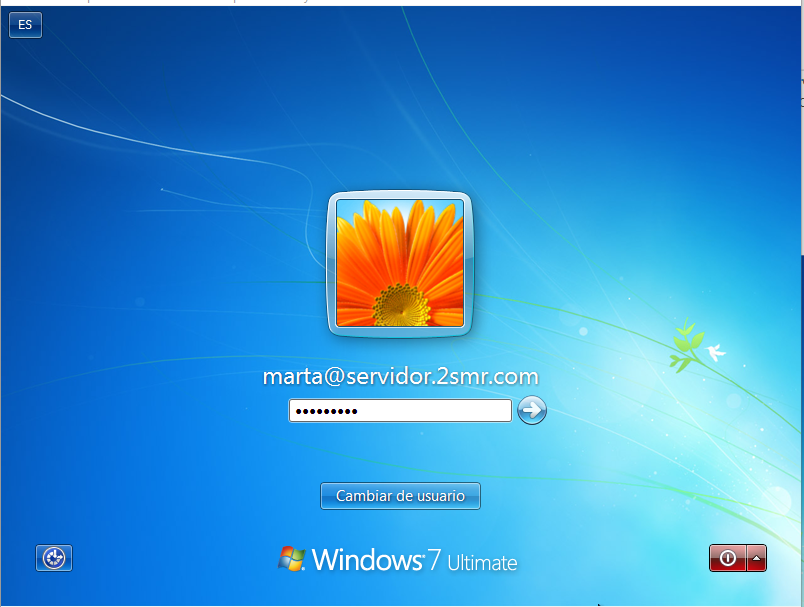 ES
marta@servidor.2smr.com
•••••••••
Cambiar de usuario
Windows 7 Ultimate